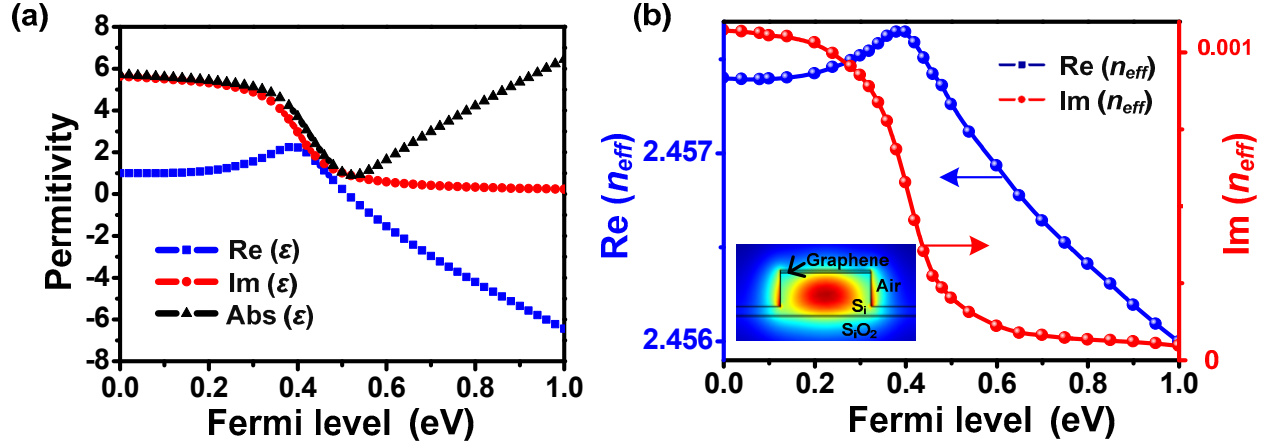 (a)
Permitivity
8
6
4
2
0
-2
-4
-6
-8
Re (ε)
Im (ε)
Abs (ε)
0.0 0.2 0.4 0.6 0.8 1.0
Fermi level (eV)
(b)
Re (neff)
2.457
2.456
Re (neff)
Im (neff)
Graphene
Air
Si
SiO2
0.001
0
Im (neff)
0.0 0.2 0.4 0.6 0.8 1.0
Fermi level (eV)